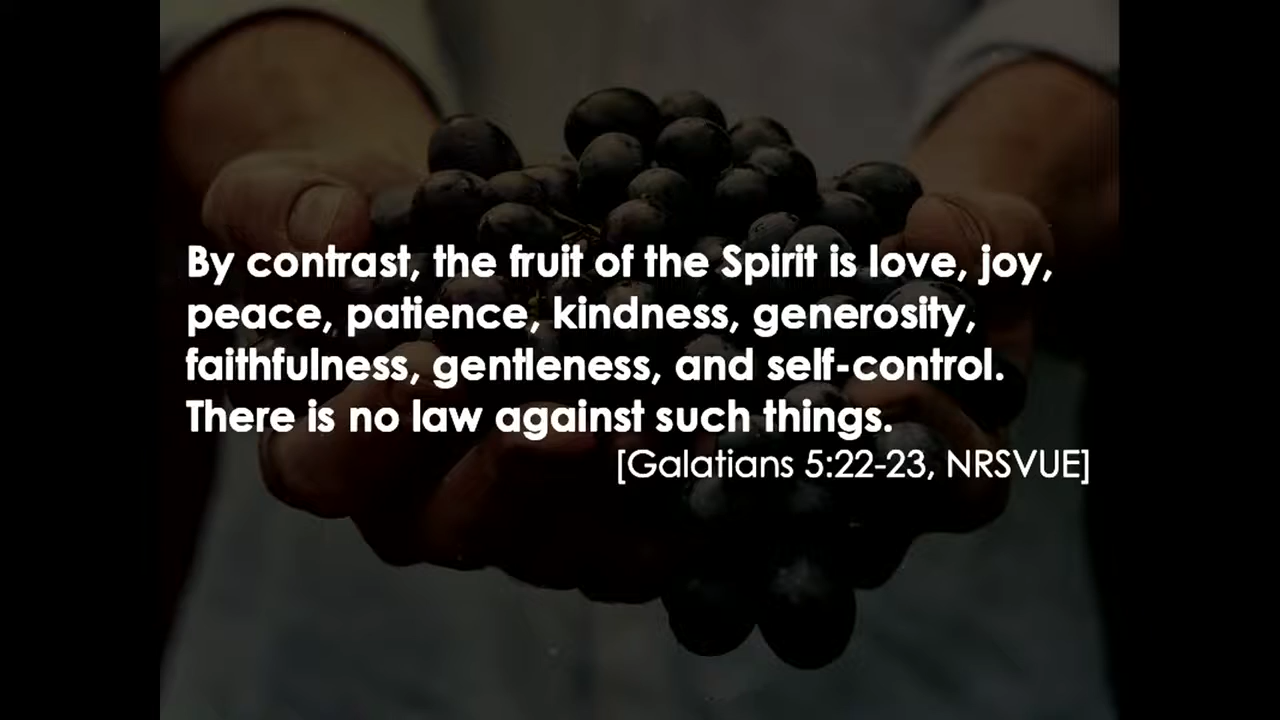 By contrast, the fruit of the Spirit is love, joy,
peace, patience, kindness, generosity,
faithfulness, gentleness, and self-control.
There is no law against such things.
[Galatians 5:22-23, NRSVUE]